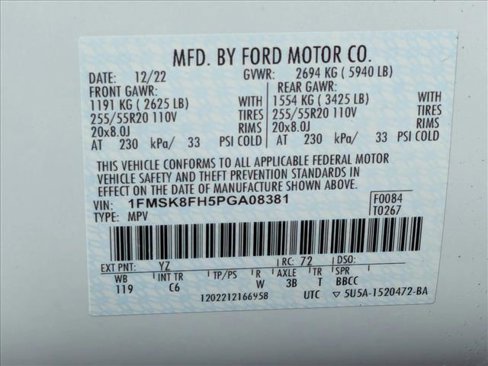 MFD. BY FORD MOTOR CO.
DATE: 12/22 GVWR: 2694 KG ( 5940 LB)
FRONT GAWR: REAR GAWR:
1191 KG ( 2625 LB) WITH 1554 KG ( 3425 LB) WITH
255/55R20 110V TIRES 255/55R20 110V TIRES
20x8.0J RIMS 20x8.0J RIMS
AT 230 kPa/ 33 PSI COLD AT 230 kPa/ 33 PSI COLD
THIS VEHICLE CONFORMS TO ALL APPLICABLE FEDERAL MOTOR
VEHICLE SAFETY AND THEFT PREVENTION STANDARDS IN
EFFECT ON THE DATE OF MANUFACTURE SHOWN ABOVE.
VIN: 1FMSK8FH5PGA08381 F0084
TYPE: MPV T0267
EXT PNT: YZ RC: 72 DSO:
WB INT TR TP/PS R AXLE TR SPR
119 C6 W 3B T BBCC
1202212166958 UTC ▽ 5U5A-1520472-BA